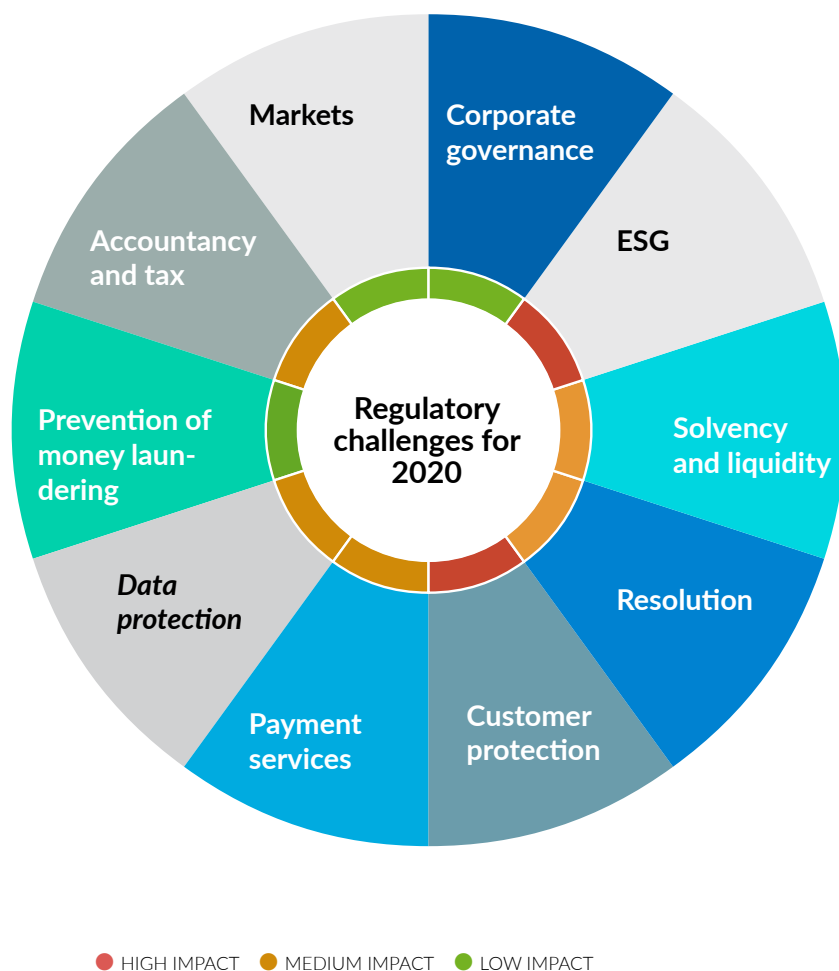 Markets
Corporate
governance
ESG
Accountancy
and tax
Regulatory
challenges for
2020
Prevention of
money laun-
dering
Solvency
and liquidity
Data
protection
Resolution
Payment
services
Customer
protection
HIGH IMPACT
MEDIUM IMPACT
LOW IMPACT